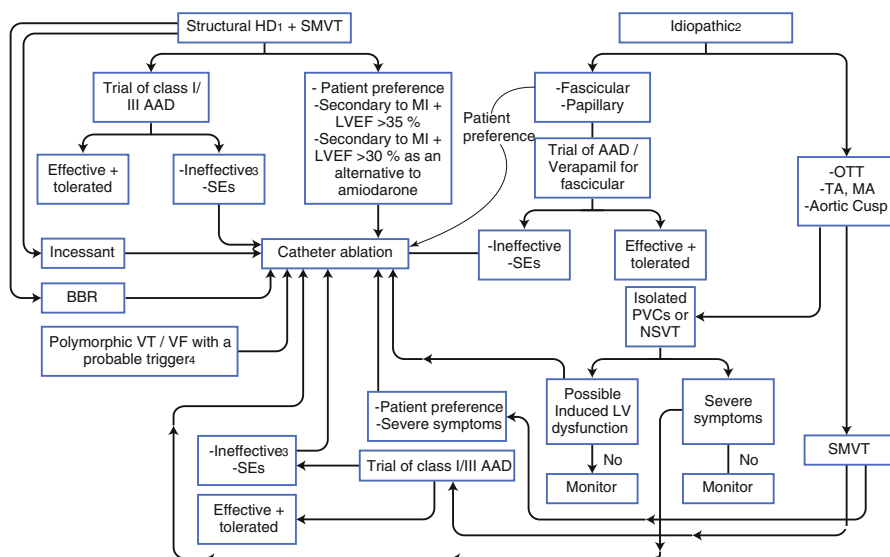 Structural HD1 + SMVT
Idiopathic2
Trial of class I/
III AAD
- Patient preference
-Secondary to MI +
LVEF >35 %
-Secondary to MI +
LVEF >30 % as an
alternative to
amiodarone
-Fascicular
-Papillary
Patient
preference
Trial of AAD /
Verapamil for
fascicular
Effective +
tolerated
-Ineffective3
-SEs
-OTT
-TA, MA
-Aortic Cusp
Incessant
Catheter ablation
-Ineffective
-SEs
Effective +
tolerated
BBR
Isolated
PVCs or
NSVT
Polymorphic VT / VF with a
probable trigger4
-Patient preference
-Severe symptoms
Possible
Induced LV
dysfunction
Severe
symptoms
-Ineffective3
-SEs
Trial of class I/III AAD
No
No
SMVT
Effective +
tolerated
Monitor
Monitor